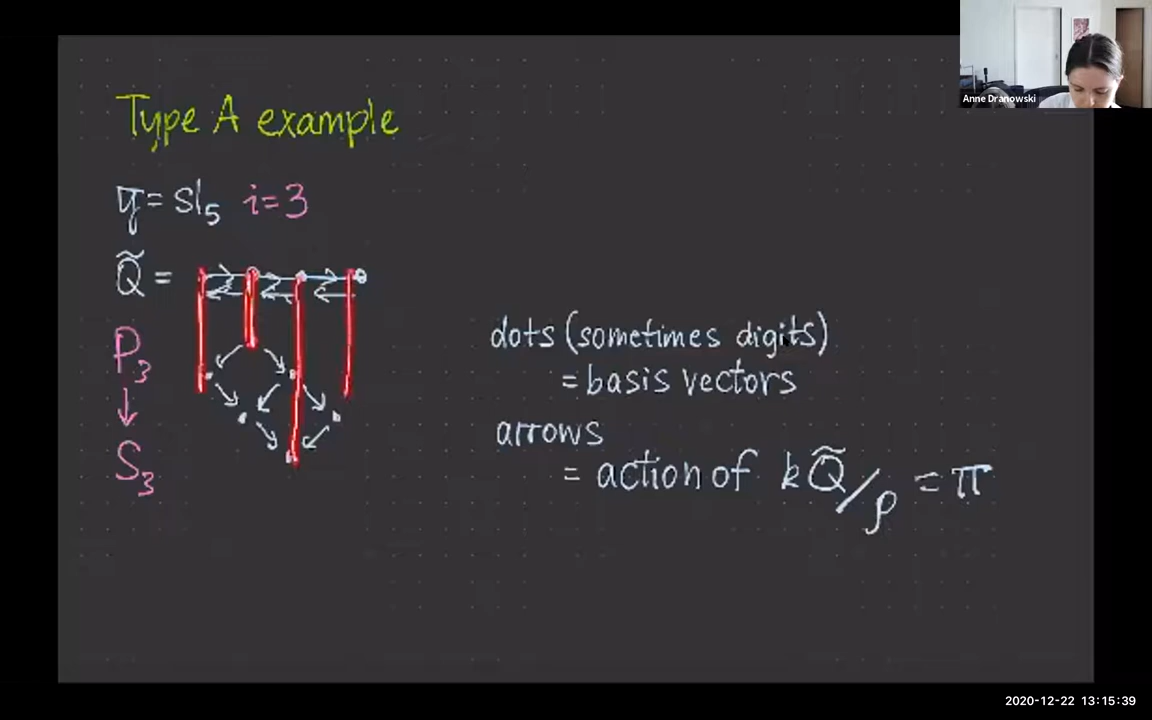 Anne Dranowski
Type A example
𝔤 = sl₅ i = 3
Q̃ =
P₃
↓
S₃
dots (sometimes digits)
= basis vectors
arrows
= action of kQ̃/ρ = π
2020-12-22 13:15:39